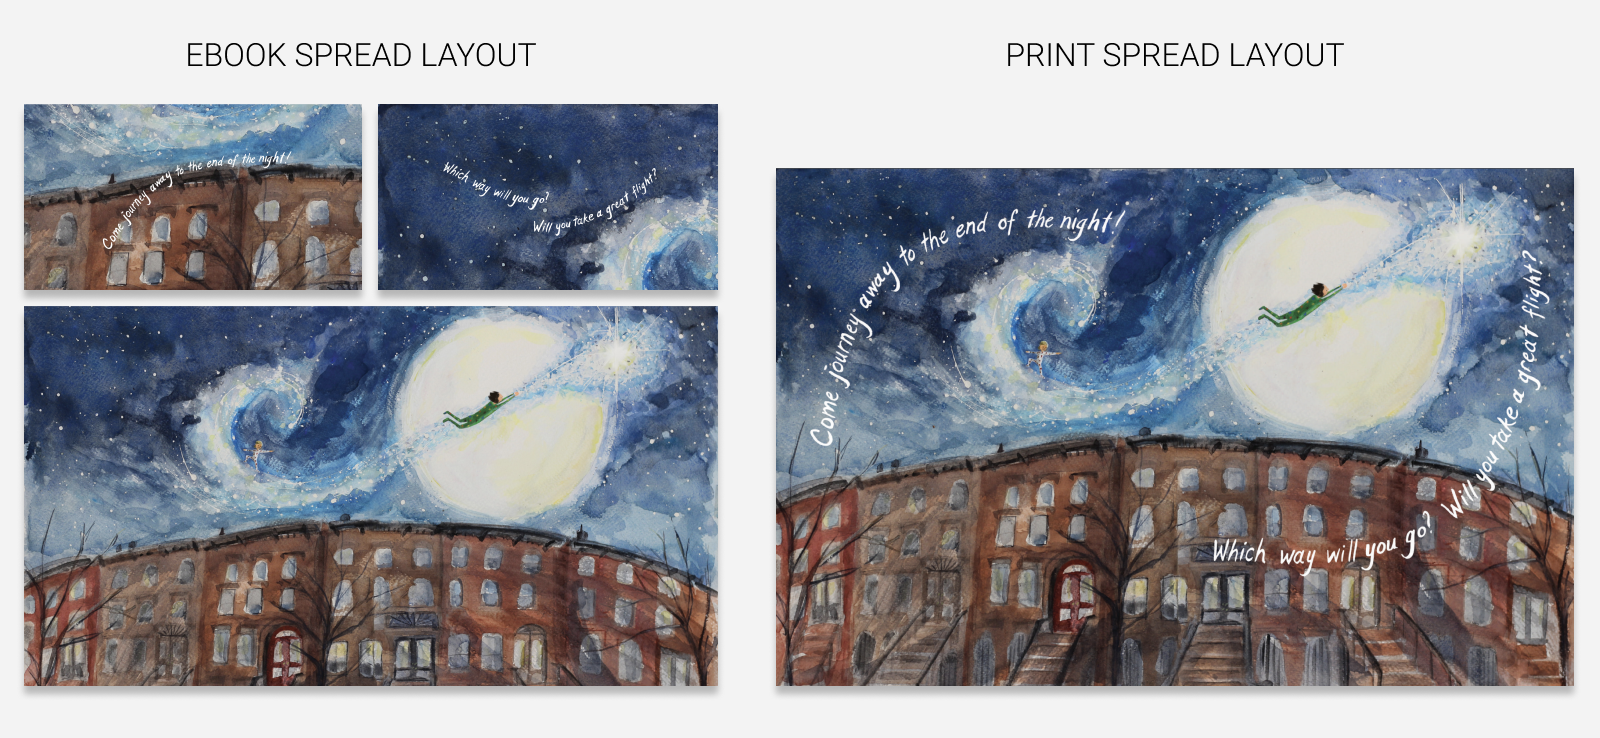 EBOOK SPREAD LAYOUT
Come journey away to the end of the night!
Which way will you go?
Will you take a great flight?
PRINT SPREAD LAYOUT
Come journey away to the end of the night!
Which way will you go?
Will you take a great flight?